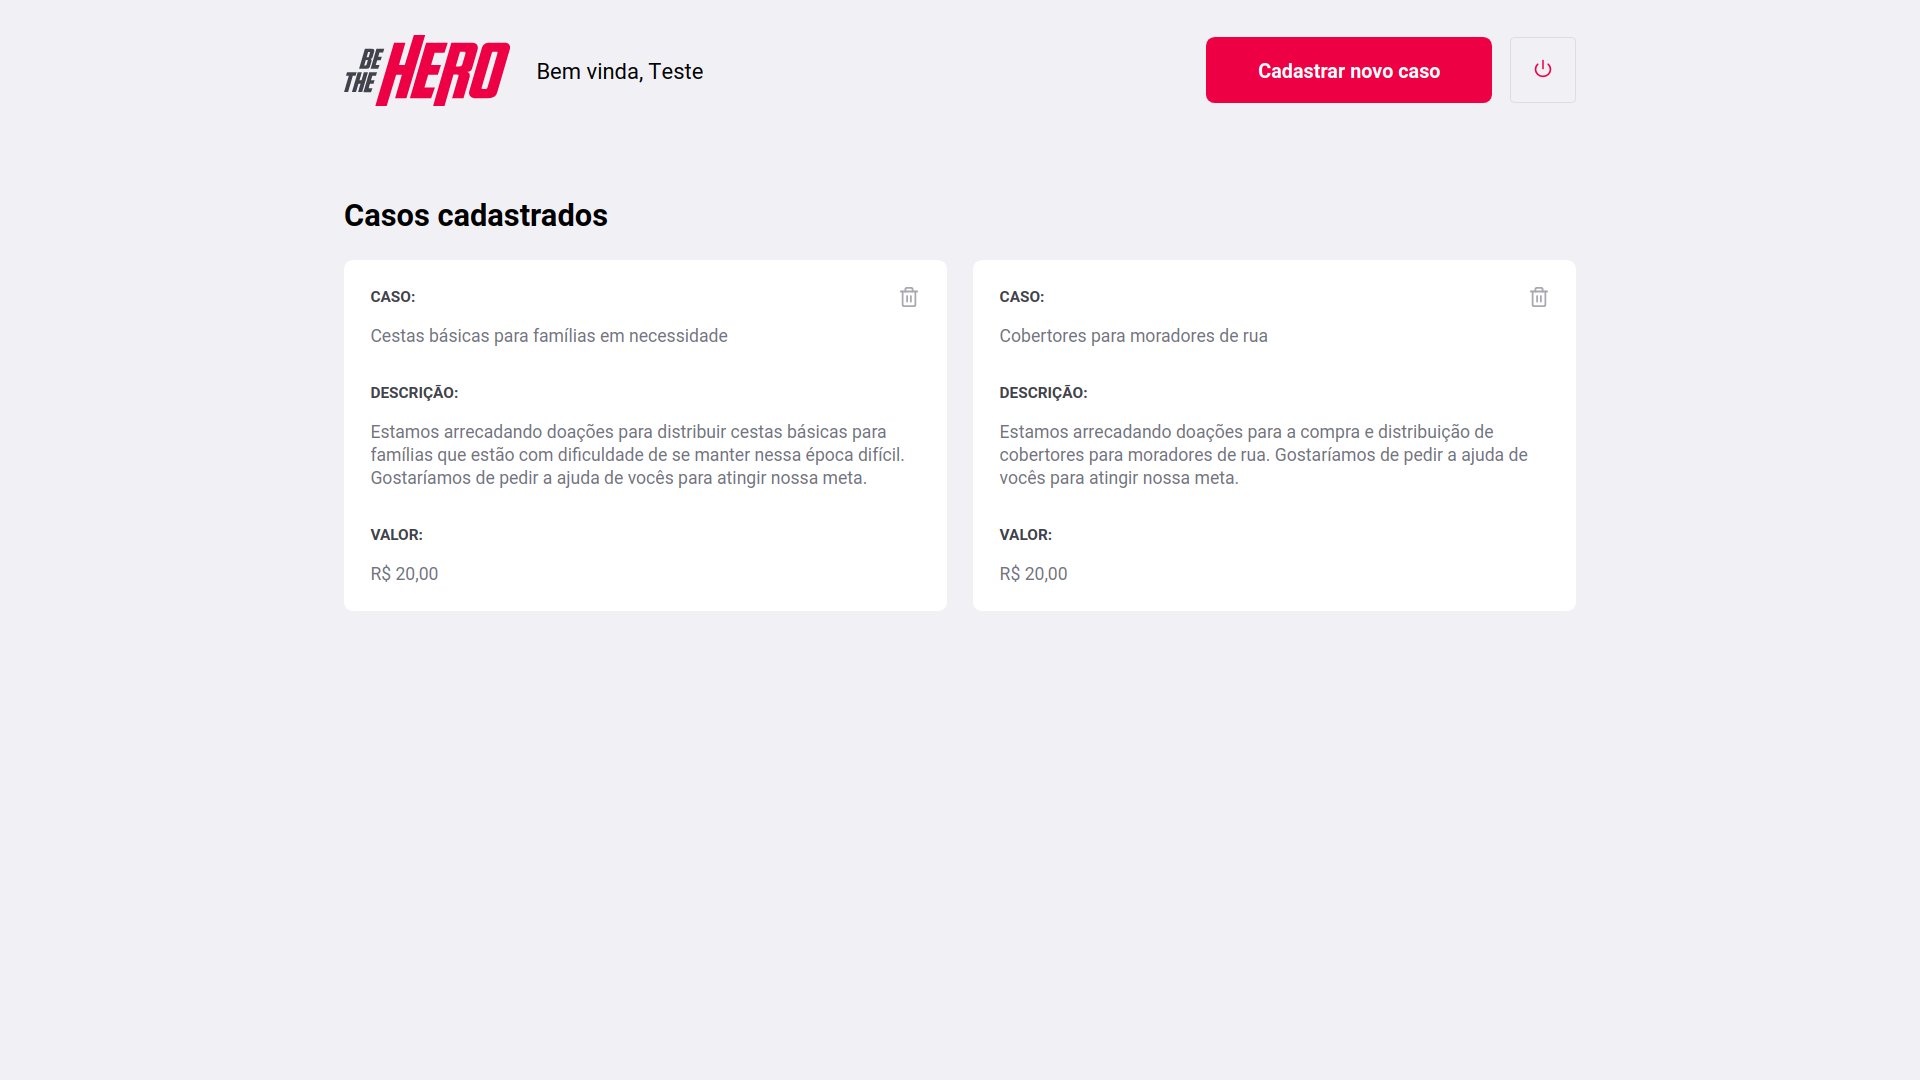 BE THE HERO
Bem vinda, Teste
Cadastrar novo caso
Casos cadastrados
CASO:
Cestas básicas para famílias em necessidade
DESCRIÇÃO:
Estamos arrecadando doações para distribuir cestas básicas para
famílias que estão com dificuldade de se manter nessa época difícil.
Gostaríamos de pedir a ajuda de vocês para atingir nossa meta.
VALOR:
R$ 20,00
CASO:
Cobertores para moradores de rua
DESCRIÇÃO:
Estamos arrecadando doações para a compra e distribuição de
cobertores para moradores de rua. Gostaríamos de pedir a ajuda de
vocês para atingir nossa meta.
VALOR:
R$ 20,00